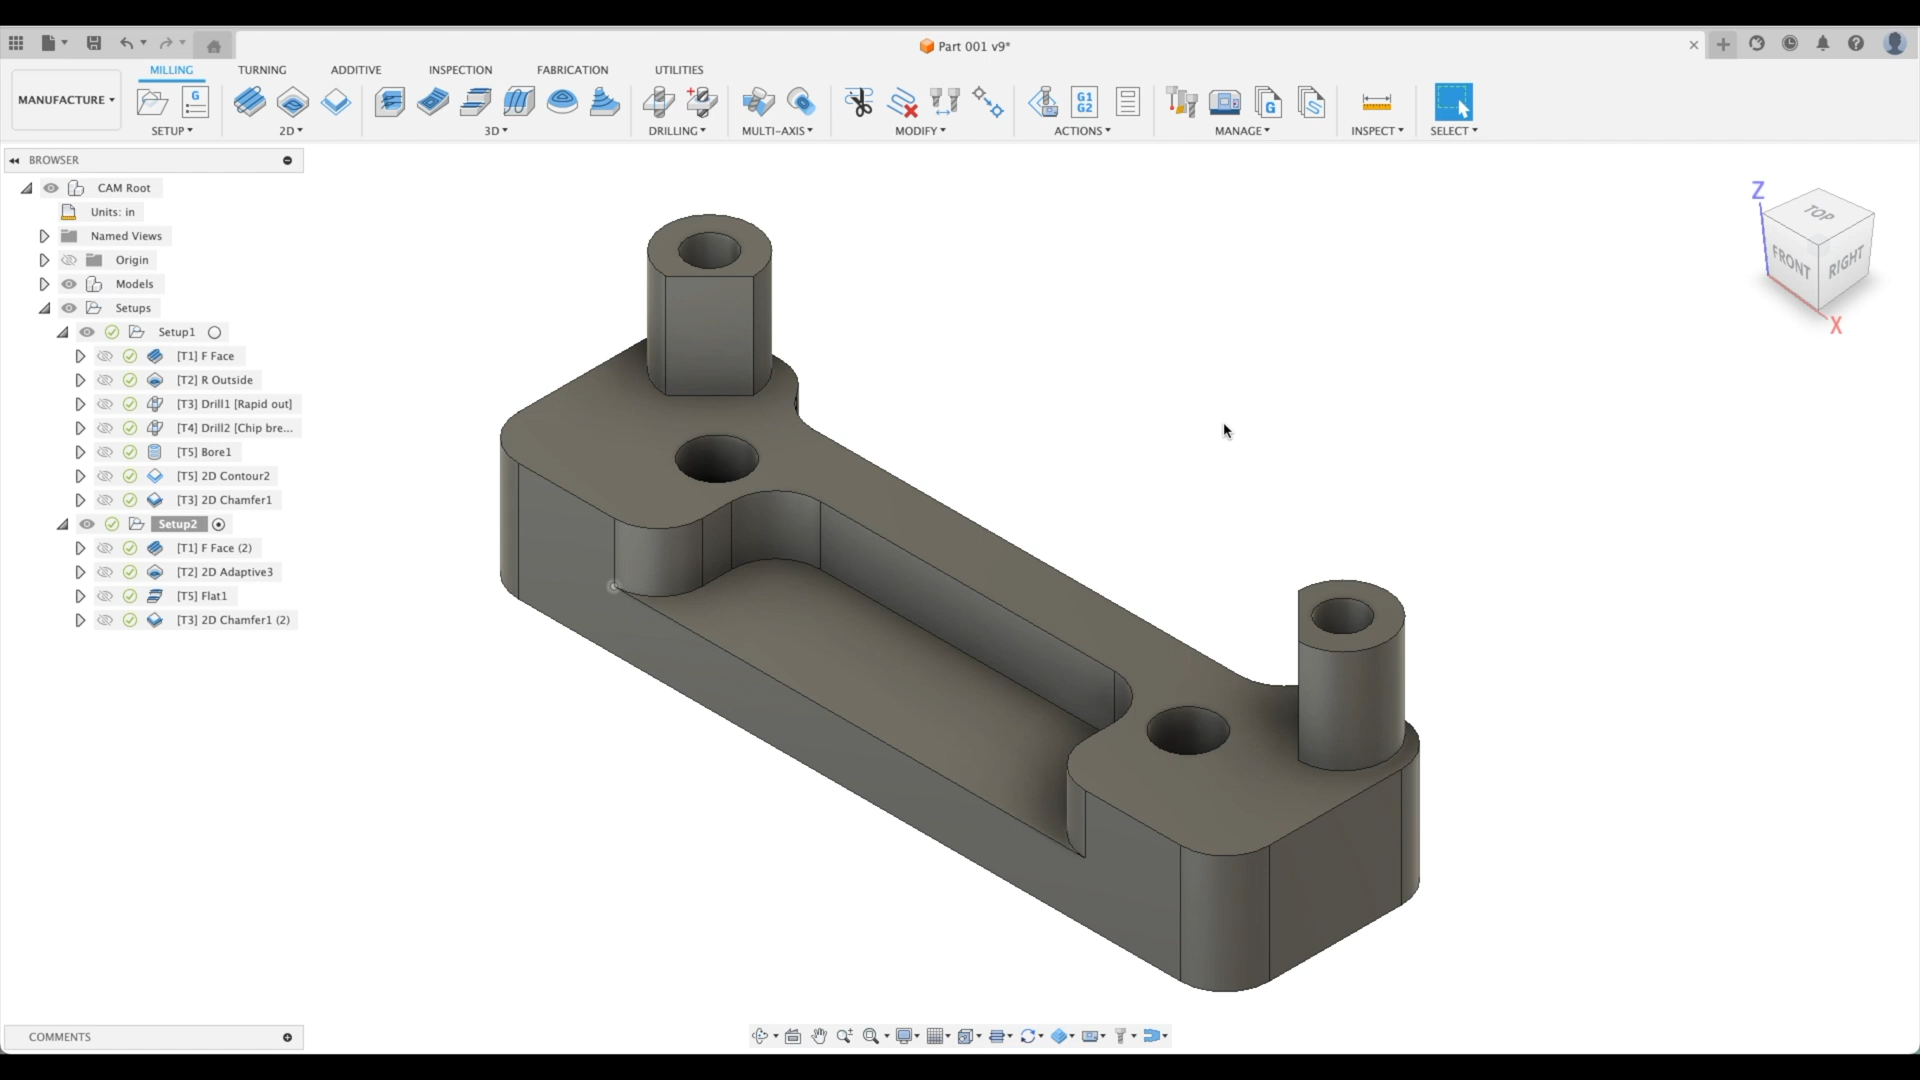 Part 001 v9*
MILLING TURNING ADDITIVE INSPECTION FABRICATION UTILITIES
MANUFACTURE
G G1 G2 G
SETUP 2D 3D DRILLING MULTI-AXIS MODIFY ACTIONS MANAGE INSPECT SELECT
BROWSER
CAM Root
Units: in
Named Views
Origin
Models
Setups
Setup1
[T1] F Face
[T2] R Outside
[T3] Drill1 [Rapid out]
[T4] Drill2 [Chip bre...
[T5] Bore1
[T5] 2D Contour2
[T3] 2D Chamfer1
Setup2
[T1] F Face (2)
[T2] 2D Adaptive3
[T5] Flat1
[T3] 2D Chamfer1 (2)
Z
TOP
FRONT RIGHT
X
COMMENTS